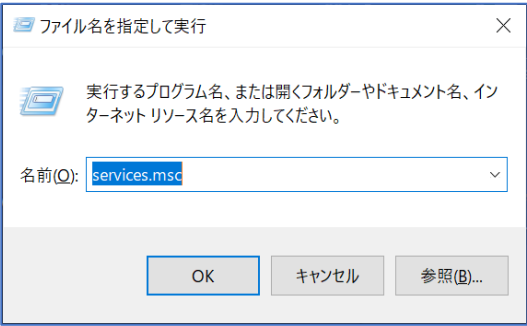 ファイル名を指定して実行
実行するプログラム名、または開くフォルダーやドキュメント名、イン
ターネット リソース名を入力してください。
名前(O): services.msc
OK キャンセル 参照(B)...